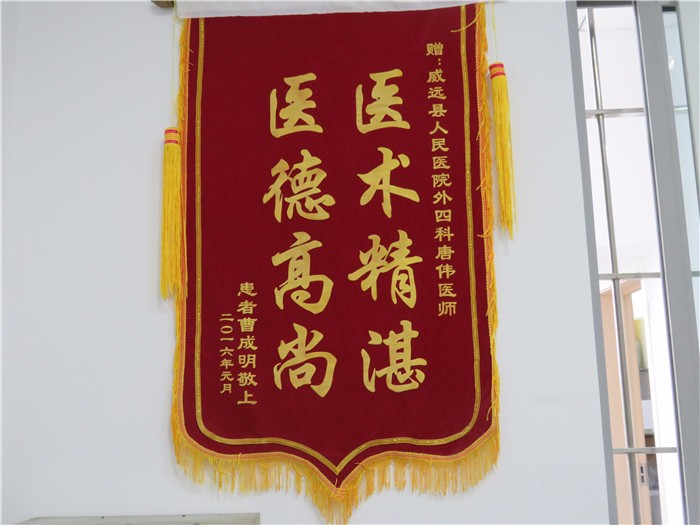 赠：威远县人民医院外四科唐伟医师
医术精湛
医德高尚
患者曹成明敬上
二〇一六年元月